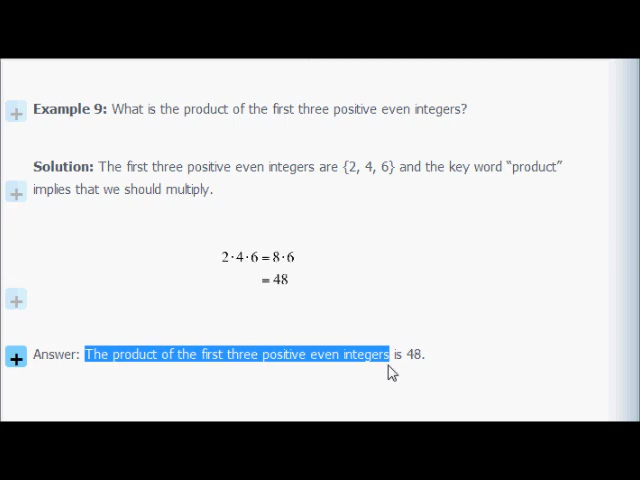 Example 9: What is the product of the first three positive even integers?
Solution: The first three positive even integers are {2, 4, 6} and the key word “product”
implies that we should multiply.
2·4·6 = 8·6
= 48
Answer: The product of the first three positive even integers is 48.